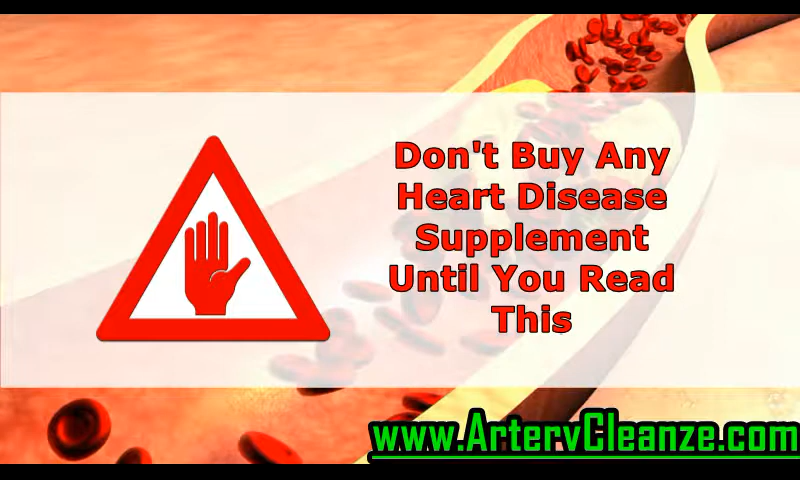 Don't Buy Any
Heart Disease
Supplement
Until You Read
This
www.ArtervCleanze.com